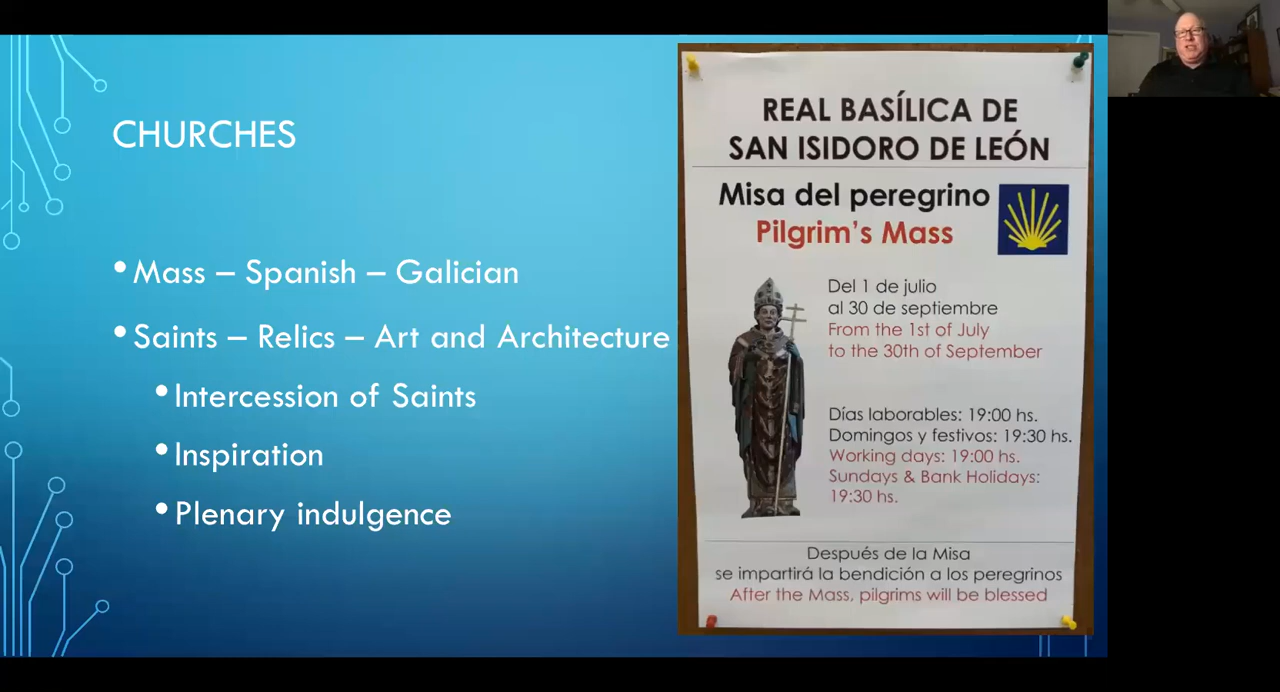 CHURCHES
• Mass – Spanish – Galician
• Saints – Relics – Art and Architecture
• Intercession of Saints
• Inspiration
• Plenary indulgence
REAL BASÍLICA DE
SAN ISIDORO DE LEÓN
Misa del peregrino
Pilgrim's Mass
Del 1 de julio
al 30 de septiembre
From the 1st of July
to the 30th of September
Días laborables: 19:00 hs.
Domingos y festivos: 19:30 hs.
Working days: 19:00 hs.
Sundays & Bank Holidays:
19:30 hs.
Después de la Misa
se impartirá la bendición a los peregrinos
After the Mass, pilgrims will be blessed